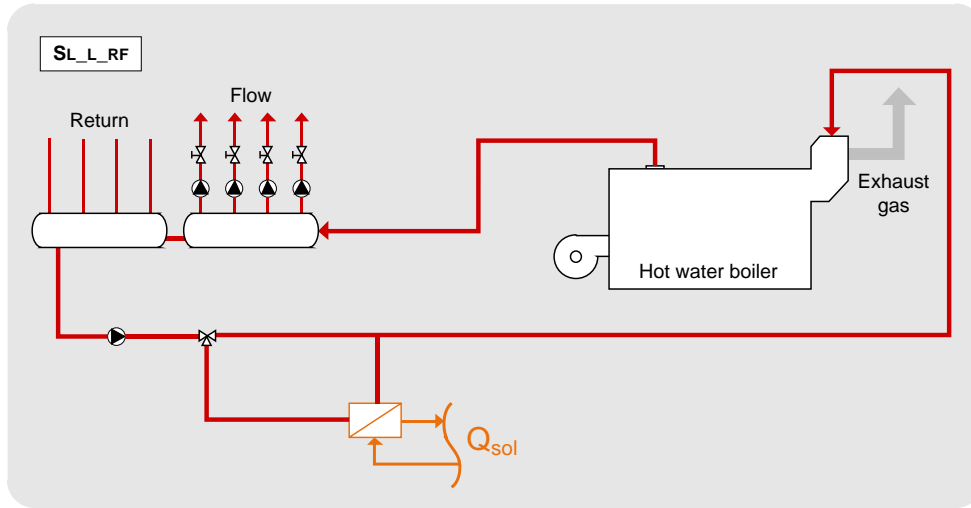 SL_L_RF
Flow
Return
Exhaust
gas
Hot water boiler
Qsol